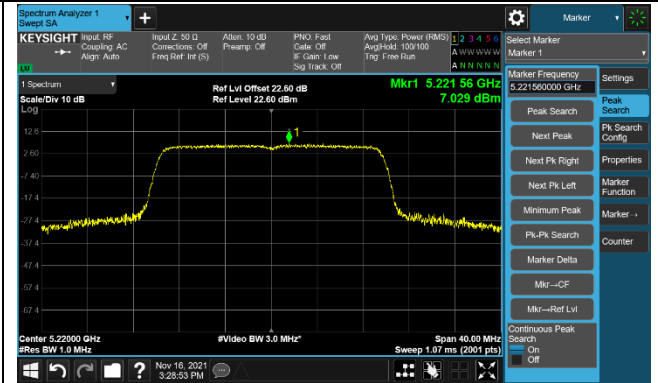 Spectrum Analyzer 1
Swept SA
Marker
KEYSIGHT
Input: RF
Coupling: AC
Align: Auto
Input Z: 50 Ω
Corrections: Off
Freq Ref: Int (S)
Atten: 10 dB
Preamp: Off
PNO: Fast
Gate: Off
IF Gain: Low
Sig Track: Off
Avg Type: Power (RMS)
Avg|Hold: 100/100
Trig: Free Run
1 2 3 4 5 6
A W W W W W
A N N N N N
Select Marker
Marker 1
1 Spectrum
Scale/Div 10 dB
Log
Ref Lvl Offset 22.60 dB
Ref Level 22.60 dBm
Mkr1 5.221 56 GHz
7.029 dBm
1
12.6
2.60
-7.40
-17.4
-27.4
-37.4
-47.4
-57.4
-67.4
Center 5.22000 GHz
#Res BW 1.0 MHz
#Video BW 3.0 MHz*
Span 40.00 MHz
Sweep 1.07 ms (2001 pts)
Marker Frequency
5.221560000 GHz
Peak Search
Next Peak
Next Pk Right
Next Pk Left
Minimum Peak
Pk-Pk Search
Marker Delta
Mkr→CF
Mkr→Ref Lvl
Continuous Peak
Search
On
Off
Settings
Peak
Search
Pk Search
Config
Properties
Marker
Function
Marker→
Counter
Nov 16, 2021
3:28:53 PM